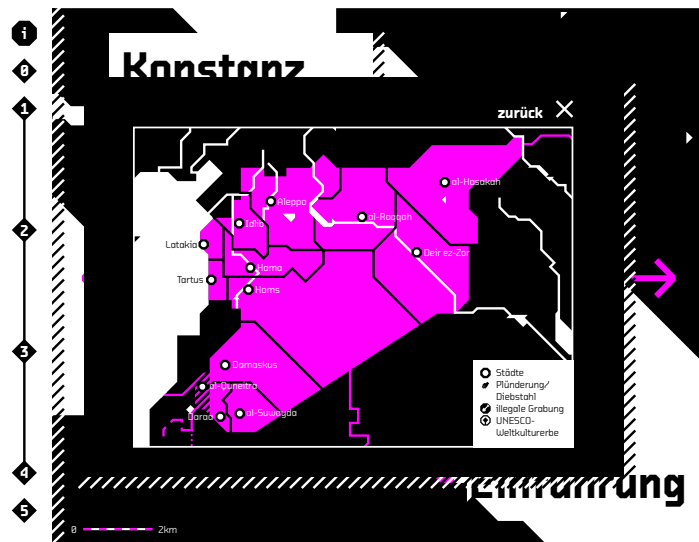 i
0
Konstanz
1
zurück
al-Hasakah
Aleppo
al-Raqqah
Idlib
2
Latakia
Deir ez-Zor
Hama
Tartus
Homs
3
Damaskus
al-Quneitra
Daraa
al-Suwayda
Städte
Plünderung/
Diebstahl
illegale Grabung
UNESCO-
Weltkulturerbe
4
Einführung
5
0 2km